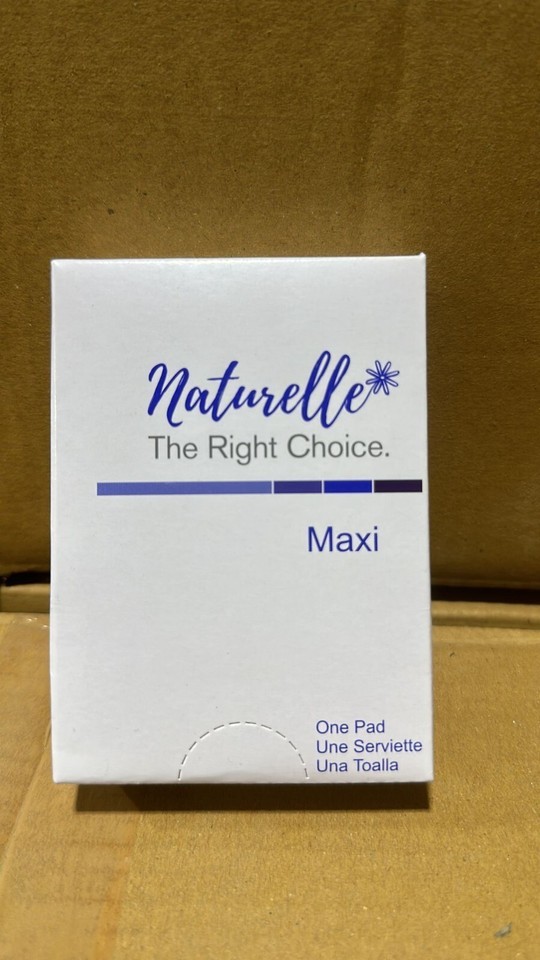 Naturelle
The Right Choice.
Maxi
One Pad
Une Serviette
Una Toalla